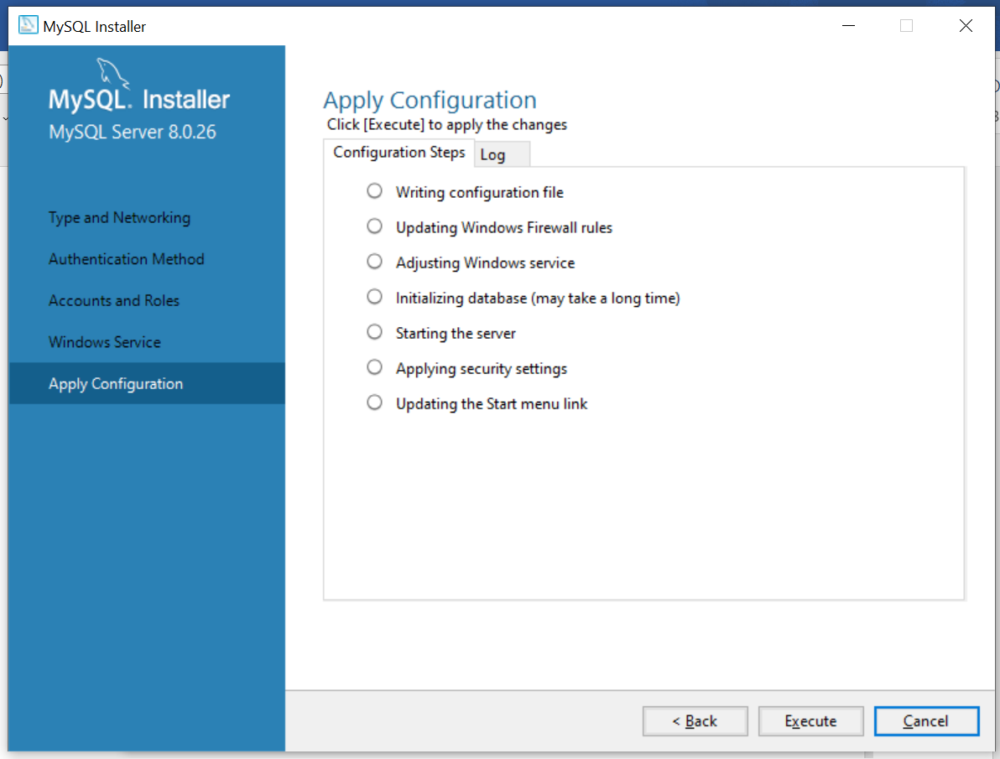 MySQL Installer
MySQL. Installer
MySQL Server 8.0.26
Type and Networking
Authentication Method
Accounts and Roles
Windows Service
Apply Configuration
Apply Configuration
Click [Execute] to apply the changes
Configuration Steps
Log
Writing configuration file
Updating Windows Firewall rules
Adjusting Windows service
Initializing database (may take a long time)
Starting the server
Applying security settings
Updating the Start menu link
< Back
Execute
Cancel